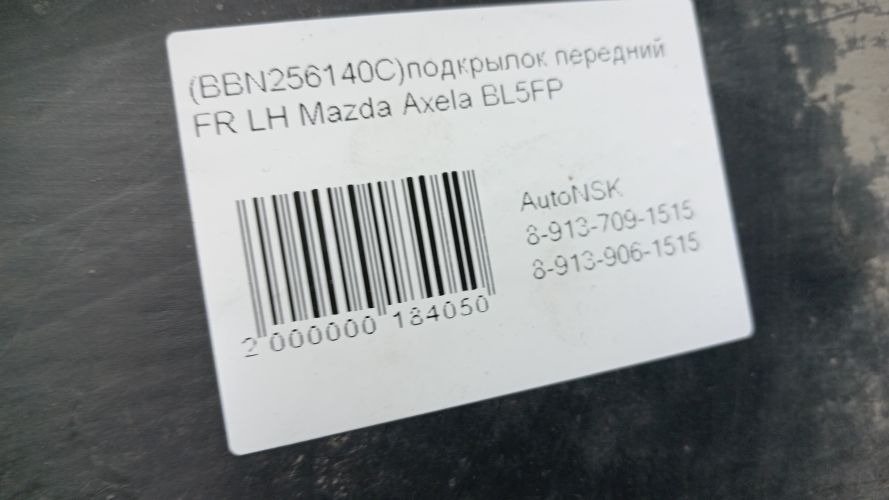 (BBN256140C)подкрылок передний
FR LH Mazda Axela BL5FP
AutoNSK
8-913-709-1515
8-913-906-1515
2 000000 184050